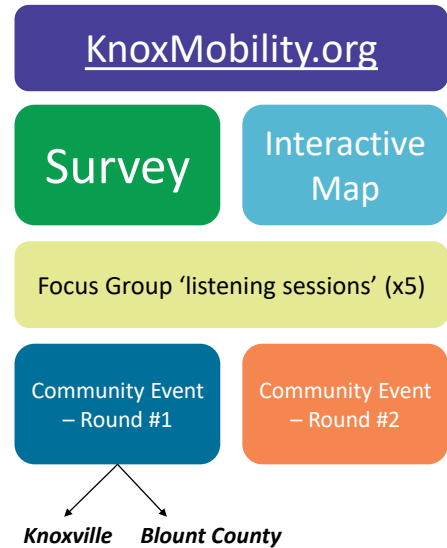 KnoxMobility.org
Survey
Interactive
Map
Focus Group ‘listening sessions’ (x5)
Community Event
– Round #1
Community Event
– Round #2
Knoxville
Blount County